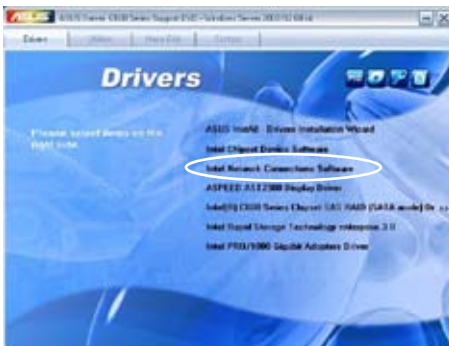 ASUS Server C600 Series Support DVD - Windows Server 2003/32/64 bit
Drivers
Utilities
Make Disk
Contact
Drivers
Please select items on the
right side.
ASUS InstAll - Drivers Installation Wizard
Intel Chipset Device Software
Intel Network Connections Software
ASPEED AST2300 Display Driver
Intel(R) C600 Series Chipset SAS RAID (SATA mode) Dr
Intel Rapid Storage Technology enterprise 3.0
Intel PRO/1000 Gigabit Adapters Driver